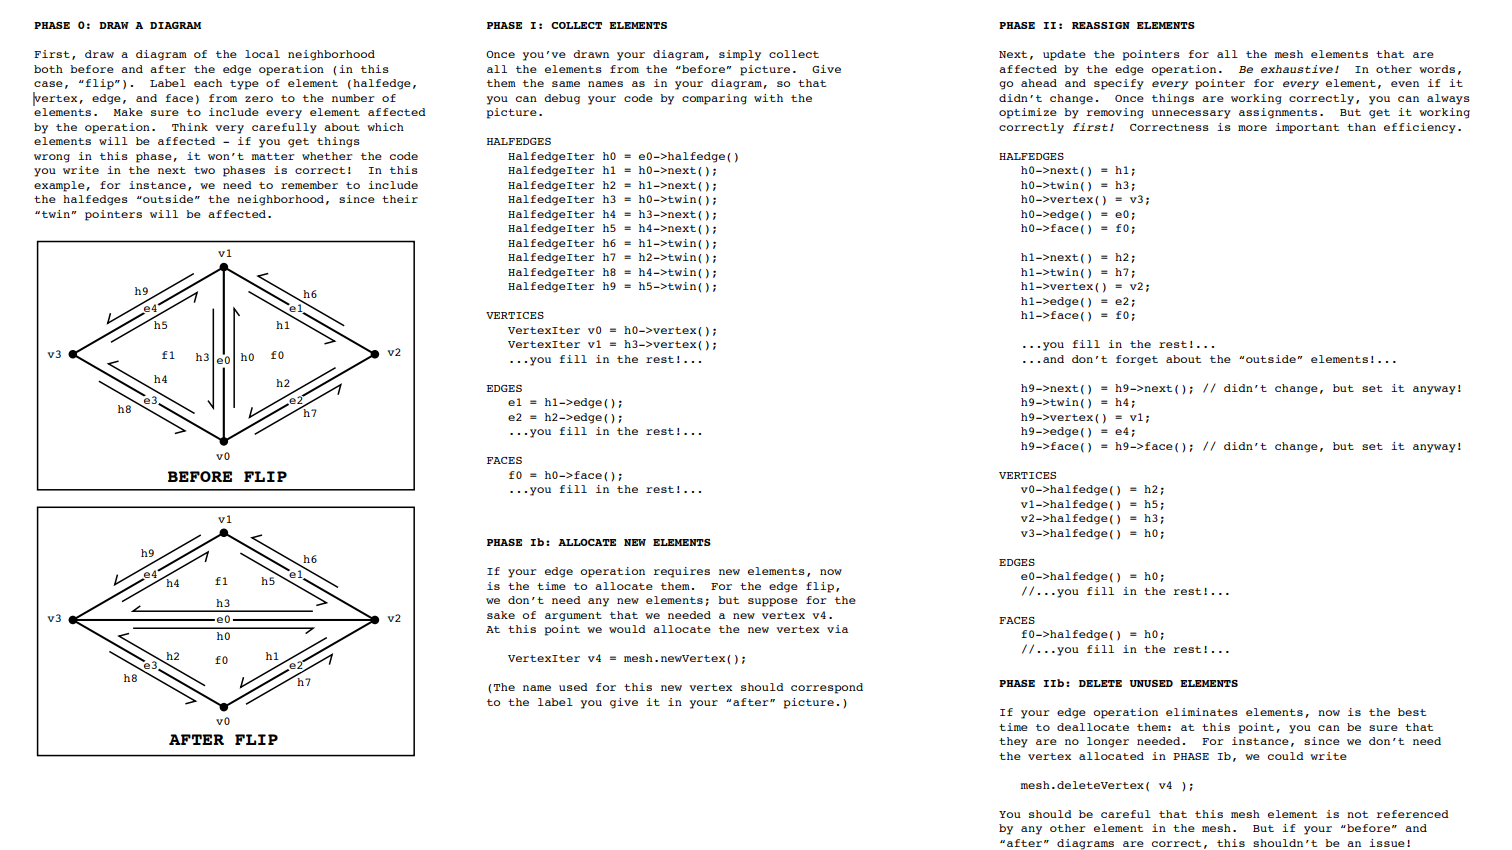 PHASE 0: DRAW A DIAGRAM
First, draw a diagram of the local neighborhood
both before and after the edge operation (in this
case, “flip”).  Label each type of element (halfedge,
vertex, edge, and face) from zero to the number of
elements.  Make sure to include every element affected
by the operation.  Think very carefully about which
elements will be affected – if you get things
wrong in this phase, it won’t matter whether the code
you write in the next two phases is correct!  In this
example, for instance, we need to remember to include
the halfedges “outside” the neighborhood, since their
“twin” pointers will be affected.
v1
h9
h6
e4
e1
h5
h1
v3
f1
h3
e0
h0
f0
v2
h4
h2
e3
e2
h8
h7
v0
BEFORE FLIP
v1
h9
h6
e4
h4
f1
h5
e1
h3
v3
e0
v2
h0
h2
f0
h1
e3
e2
h8
h7
v0
AFTER FLIP
PHASE I: COLLECT ELEMENTS
Once you’ve drawn your diagram, simply collect
all the elements from the “before” picture.  Give
them the same names as in your diagram, so that
you can debug your code by comparing with the
picture.
HALFEDGES
HalfedgeIter h0 = e0->halfedge()
HalfedgeIter h1 = h0->next();
HalfedgeIter h2 = h1->next();
HalfedgeIter h3 = h0->twin();
HalfedgeIter h4 = h3->next();
HalfedgeIter h5 = h4->next();
HalfedgeIter h6 = h1->twin();
HalfedgeIter h7 = h2->twin();
HalfedgeIter h8 = h4->twin();
HalfedgeIter h9 = h5->twin();
VERTICES
VertexIter v0 = h0->vertex();
VertexIter v1 = h3->vertex();
...you fill in the rest!...
EDGES
e1 = h1->edge();
e2 = h2->edge();
...you fill in the rest!...
FACES
f0 = h0->face();
...you fill in the rest!...
PHASE Ib: ALLOCATE NEW ELEMENTS
If your edge operation requires new elements, now
is the time to allocate them.  For the edge flip,
we don’t need any new elements; but suppose for the
sake of argument that we needed a new vertex v4.
At this point we would allocate the new vertex via
VertexIter v4 = mesh.newVertex();
(The name used for this new vertex should correspond
to the label you give it in your “after” picture.)
PHASE II: REASSIGN ELEMENTS
Next, update the pointers for all the mesh elements that are
affected by the edge operation.  Be exhaustive!  In other words,
go ahead and specify every pointer for every element, even if it
didn’t change.  Once things are working correctly, you can always
optimize by removing unnecessary assignments.  But get it working
correctly first!  Correctness is more important than efficiency.
HALFEDGES
h0->next() = h1;
h0->twin() = h3;
h0->vertex() = v3;
h0->edge() = e0;
h0->face() = f0;
h1->next() = h2;
h1->twin() = h7;
h1->vertex() = v2;
h1->edge() = e2;
h1->face() = f0;
...you fill in the rest!...
...and don’t forget about the “outside” elements!...
h9->next() = h9->next(); // didn’t change, but set it anyway!
h9->twin() = h4;
h9->vertex() = v1;
h9->edge() = e4;
h9->face() = h9->face(); // didn’t change, but set it anyway!
VERTICES
v0->halfedge() = h2;
v1->halfedge() = h5;
v2->halfedge() = h3;
v3->halfedge() = h0;
EDGES
e0->halfedge() = h0;
//...you fill in the rest!...
FACES
f0->halfedge() = h0;
//...you fill in the rest!...
PHASE IIb: DELETE UNUSED ELEMENTS
If your edge operation eliminates elements, now is the best
time to deallocate them: at this point, you can be sure that
they are no longer needed.  For instance, since we don’t need
the vertex allocated in PHASE Ib, we could write
mesh.deleteVertex( v4 );
You should be careful that this mesh element is not referenced
by any other element in the mesh.  But if your “before” and
“after” diagrams are correct, this shouldn’t be an issue!